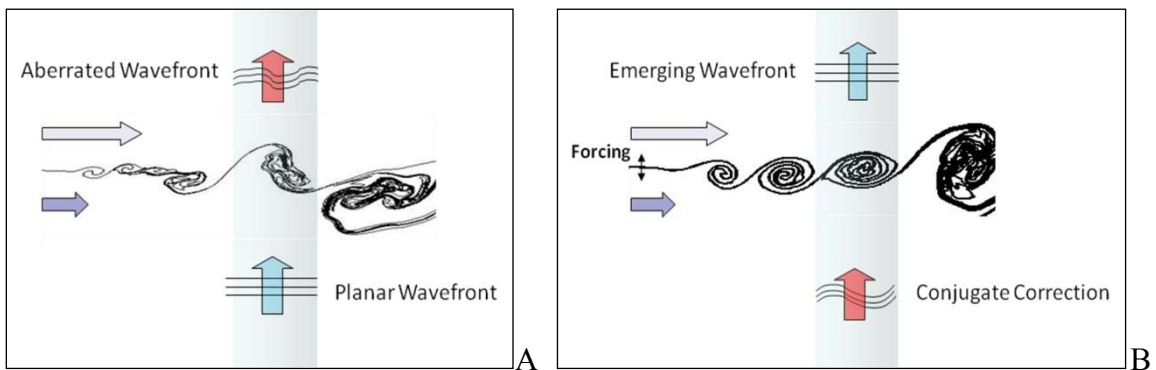 Aberrated Wavefront
Planar Wavefront
A
Emerging Wavefront
Forcing
Conjugate Correction
B